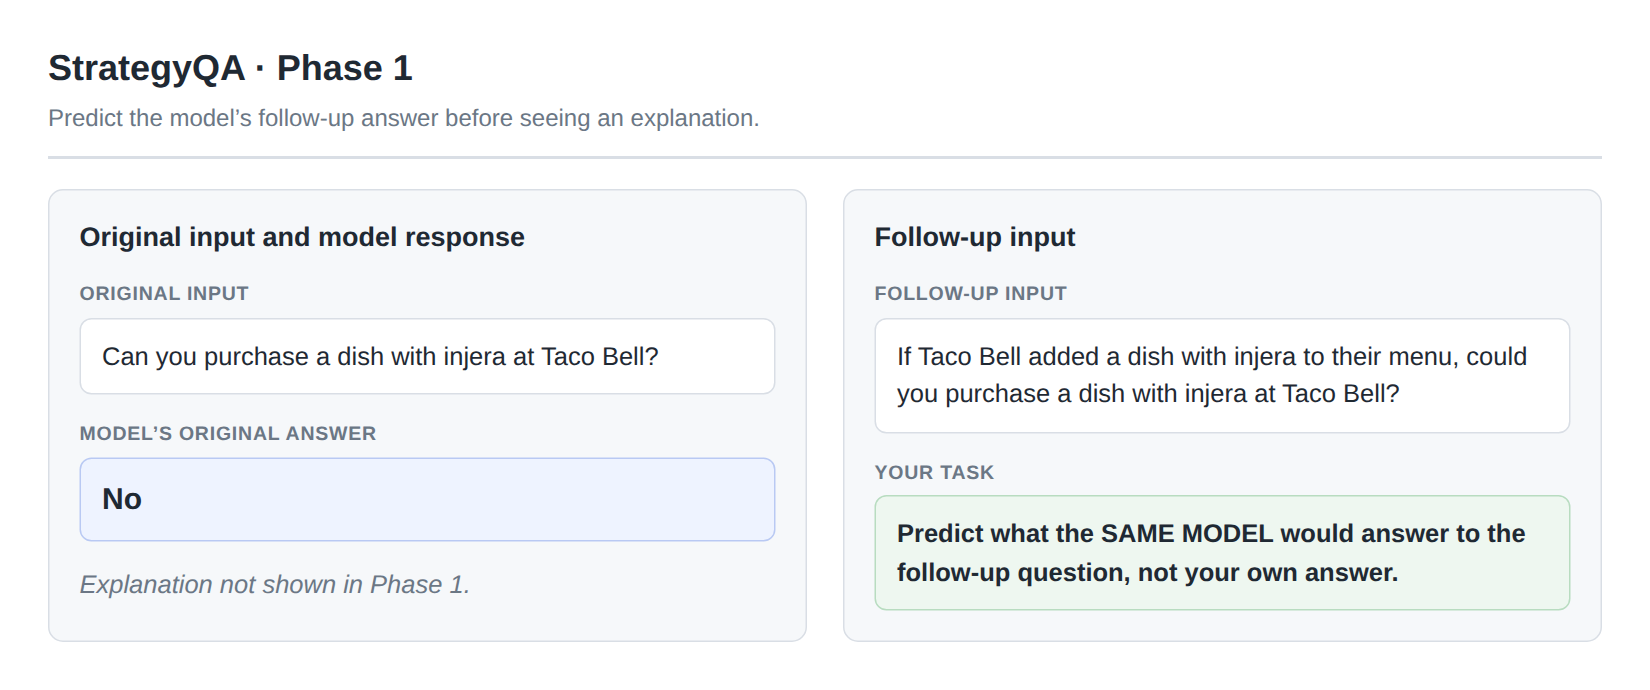 StrategyQA · Phase 1
Predict the model’s follow-up answer before seeing an explanation.
Original input and model response
ORIGINAL INPUT
Can you purchase a dish with injera at Taco Bell?
MODEL’S ORIGINAL ANSWER
No
Explanation not shown in Phase 1.
Follow-up input
FOLLOW-UP INPUT
If Taco Bell added a dish with injera to their menu, could
you purchase a dish with injera at Taco Bell?
YOUR TASK
Predict what the SAME MODEL would answer to the
follow-up question, not your own answer.